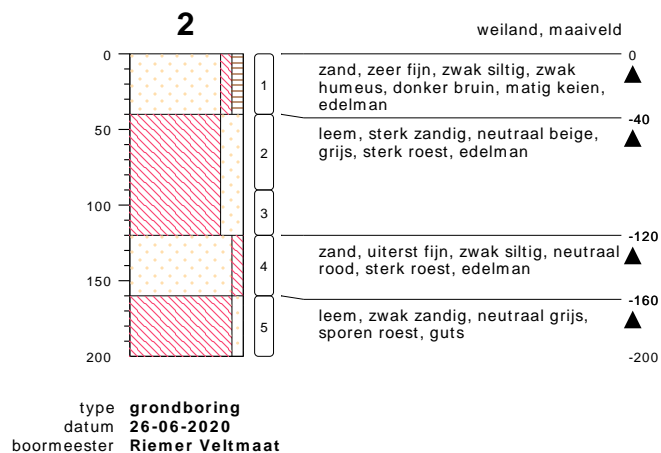 2
weiland, maaiveld
0
1
0
zand, zeer fijn, zwak siltig, zwak
humeus, donker bruin, matig keien,
edelman
-40
50
2
leem, sterk zandig, neutraal beige,
grijs, sterk roest, edelman
100
3
-120
4
zand, uiterst fijn, zwak siltig, neutraal
rood, sterk roest, edelman
150
-160
5
leem, zwak zandig, neutraal grijs,
sporen roest, guts
200
-200
type grondboring
datum 26-06-2020
boormeester Riemer Veltmaat